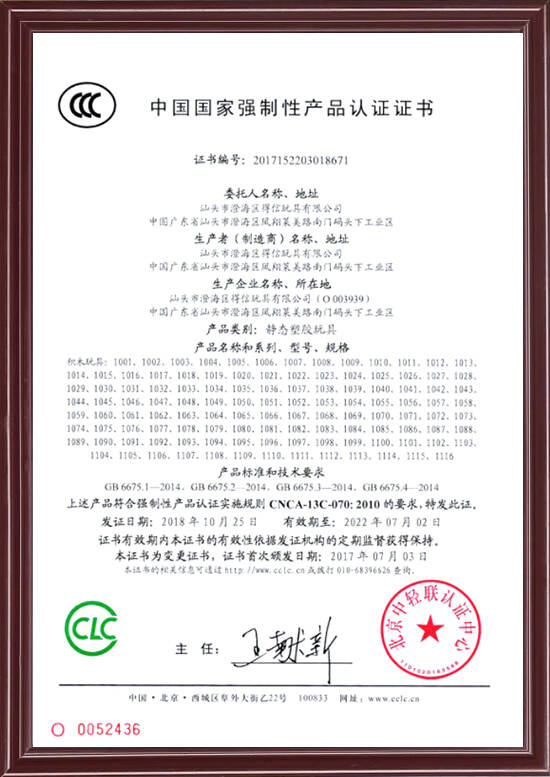 CCC
中国国家强制性产品认证证书
证书编号：2017152203018671
委托人名称、地址
汕头市澄海区得信玩具有限公司
中国广东省汕头市澄海区凤翔莱美路南门码头下工业区
生产者（制造商）名称、地址
汕头市澄海区得信玩具有限公司
中国广东省汕头市澄海区凤翔莱美路南门码头下工业区
生产企业名称、所在地
汕头市澄海区得信玩具有限公司（O 003939）
中国广东省汕头市澄海区凤翔莱美路南门码头下工业区
产品类别：静态塑胶玩具
产品名称和系列、型号、规格
积木玩具：1001、1002、1003、1004、1005、1006、1007、1008、1009、1010、1011、1012、1013、
1014、1015、1016、1017、1018、1019、1020、1021、1022、1023、1024、1025、1026、1027、1028、
1029、1030、1031、1032、1033、1034、1035、1036、1037、1038、1039、1040、1041、1042、1043、
1044、1045、1046、1047、1048、1049、1050、1051、1052、1053、1054、1055、1056、1057、1058、
1059、1060、1061、1062、1063、1064、1065、1066、1067、1068、1069、1070、1071、1072、1073、
1074、1075、1076、1077、1078、1079、1080、1081、1082、1083、1084、1085、1086、1087、1088、
1089、1090、1091、1092、1093、1094、1095、1096、1097、1098、1099、1100、1101、1102、1103、
1104、1105、1106、1107、1108、1109、1110、1111、1112、1113、1114、1115、1116
产品标准和技术要求
GB 6675.1—2014、GB 6675.2—2014、GB 6675.3—2014、GB 6675.4—2014
上述产品符合强制性产品认证实施规则 CNCA-13C-070: 2010 的要求，特发此证。
发证日期：2018 年 10 月 25 日 有效期至：2022 年 07 月 02 日
证书有效期内本证书的有效性依据发证机构的定期监督获得保持。
本证书为变更证书，证书首次颁发日期：2017 年 07 月 03 日
本证书的相关信息可通过 http://www.cclc.cn 或拨打 010-68396626 查询。
CLC
主 任：
北京中轻联认证中心
中国·北京·西城区阜外大街乙22号 100833 网址：www.cclc.cn
O 0052436